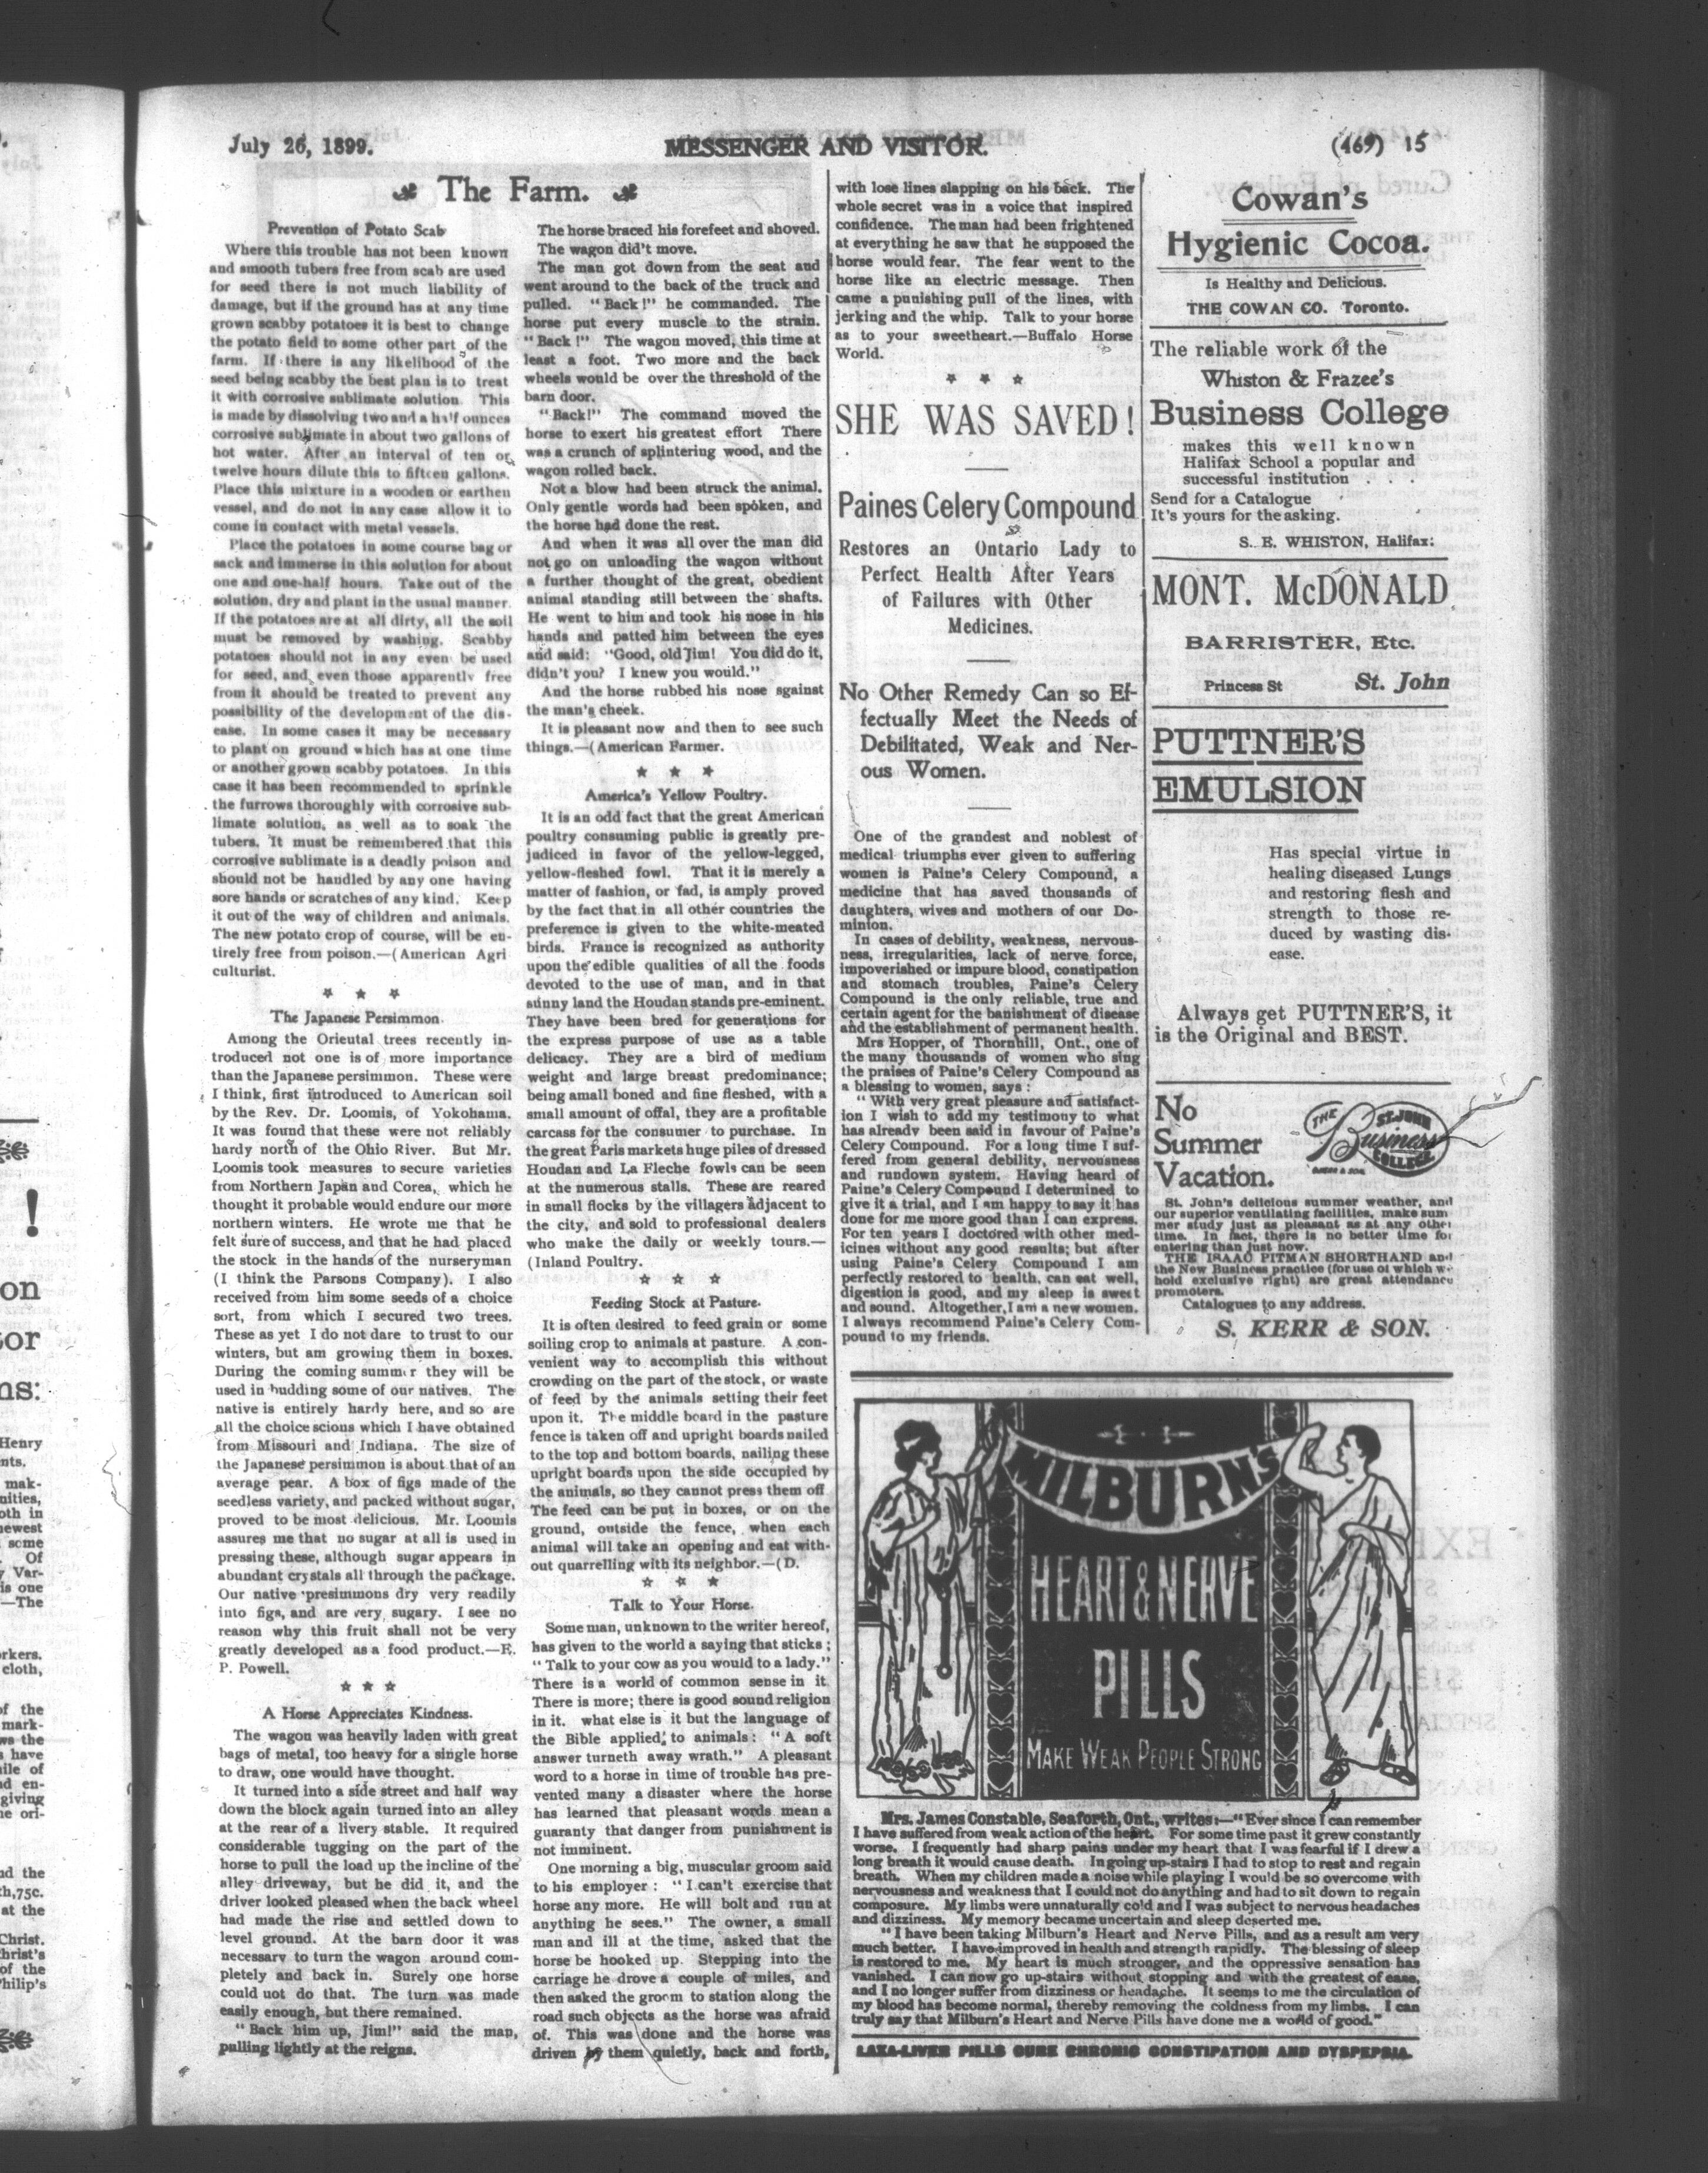 July 26, 1899.
MESSENGER AND VISITOR.
(469) 15
The Farm.
Prevention of Potato Scab
Where this trouble has not been known
and smooth tubers free from scab are used
for seed there is not much liability of
damage, but if the ground has at any time
grown scabby potatoes it is best to change
the potato field to some other part of the
farm. If there is any likelihood of the
seed being scabby the best plan is to treat
it with corrosive sublimate solution. This
is made by dissolving two and a half ounces
corrosive sublimate in about two gallons of
hot water. After an interval of ten or
twelve hours dilute this to fifteen gallons.
Place this mixture in a wooden or earthen
vessel, and do not in any case allow it to
come in contact with metal vessels.
Place the potatoes in some course bag or
sack and immerse in this solution for about
one and one-half hours. Take out of the
solution, dry and plant in the usual manner.
If the potatoes are at all dirty, all the soil
must be removed by washing. Scabby
potatoes should not in any even be used
for seed, and even those apparently free
from it should be treated to prevent any
possibility of the development of the dis-
ease. In some cases it may be necessary
to plant on ground which has at one time
or another grown scabby potatoes. In this
case it has been recommended to sprinkle
the furrows thoroughly with corrosive sub-
limate solution, as well as to soak the
tubers. It must be remembered that this
corrosive sublimate is a deadly poison and
should not be handled by any one having
sore hands or scratches of any kind. Keep
it out of the way of children and animals.
The new potato crop of course, will be en-
tirely free from poison.—(American Agri
culturist.
The Japanese Persimmon.
Among the Oriental trees recently in-
troduced not one is of more importance
than the Japanese persimmon. These were
I think, first introduced to American soil
by the Rev. Dr. Loomis, of Yokohama.
It was found that these were not reliably
hardy north of the Ohio River. But Mr.
Loomis took measures to secure varieties
from Northern Japan and Corea, which he
thought it probable would endure our more
northern winters. He wrote me that he
felt sure of success, and that he had placed
the stock in the hands of the nurseryman
(I think the Parsons Company). I also
received from him some seeds of a choice
sort, from which I secured two trees.
These as yet I do not dare to trust to our
winters, but am growing them in boxes.
During the coming summer they will be
used in budding some of our natives. The
native is entirely hardy here, and so are
all the choice scions which I have obtained
from Missouri and Indiana. The size of
the Japanese persimmon is about that of an
average pear. A box of figs made of the
seedless variety, and packed without sugar,
proved to be most delicious. Mr. Loomis
assures me that no sugar at all is used in
pressing these, although sugar appears in
abundant crystals all through the package.
Our native presimmons dry very readily
into figs, and are very sugary. I see no
reason why this fruit shall not be very
greatly developed as a food product.—E.
P. Powell.
A Horse Appreciates Kindness.
The wagon was heavily laden with great
bags of metal, too heavy for a single horse
to draw, one would have thought.
It turned into a side street and half way
down the block again turned into an alley
at the rear of a livery stable. It required
considerable tugging on the part of the
horse to pull the load up the incline of the
alley driveway, but he did it, and the
driver looked pleased when the back wheel
had made the rise and settled down to
level ground. At the barn door it was
necessary to turn the wagon around com-
pletely and back in. Surely one horse
could not do that. The turn was made
easily enough, but there remained.
"Back him up, Jim!" said the man,
pulling lightly at the reigns.
The horse braced his forefeet and shoved.
The wagon did't move.
The man got down from the seat and
went around to the back of the truck and
pulled. "Back!" he commanded. The
horse put every muscle to the strain.
"Back!" The wagon moved, this time at
least a foot. Two more and the back
wheels would be over the threshold of the
barn door.
"Back!" The command moved the
horse to exert his greatest effort There
was a crunch of splintering wood, and the
wagon rolled back.
Not a blow had been struck the animal.
Only gentle words had been spoken, and
the horse had done the rest.
And when it was all over the man did
not go on unloading the wagon without
a further thought of the great, obedient
animal standing still between the shafts.
He went to him and took his nose in his
hands and patted him between the eyes
and said: "Good, old Jim! You did do it,
didn't you? I knew you would."
And the horse rubbed his nose sgainst
the man's cheek.
It is pleasant now and then to see such
things.—(American Farmer.
America's Yellow Poultry.
It is an odd fact that the great American
poultry consuming public is greatly pre-
judiced in favor of the yellow-legged,
yellow-fleshed fowl. That it is merely a
matter of fashion, or fad, is amply proved
by the fact that in all other countries the
preference is given to the white-meated
birds. France is recognized as authority
upon the edible qualities of all the foods
devoted to the use of man, and in that
sunny land the Houdan stands pre-eminent.
They have been bred for generations for
the express purpose of use as a table
delicacy. They are a bird of medium
weight and large breast predominance;
being small boned and fine fleshed, with a
small amount of offal, they are a profitable
carcass for the consumer to purchase. In
the great Paris markets huge piles of dressed
Houdan and La Fleche fowls can be seen
at the numerous stalls. These are reared
in small flocks by the villagers adjacent to
the city, and sold to professional dealers
who make the daily or weekly tours.—
(Inland Poultry.
Feeding Stock at Pasture.
It is often desired to feed grain or some
soiling crop to animals at pasture. A con-
venient way to accomplish this without
crowding on the part of the stock, or waste
of feed by the animals setting their feet
upon it. The middle board in the pasture
fence is taken off and upright boards nailed
to the top and bottom boards, nailing these
upright boards upon the side occupied by
the animals, so they cannot press them off
The feed can be put in boxes, or on the
ground, outside the fence, when each
animal will take an opening and eat with-
out quarrelling with its neighbor.—(D.
Talk to Your Horse.
Some man, unknown to the writer hereof,
has given to the world a saying that sticks;
"Talk to your cow as you would to a lady."
There is a world of common sense in it
There is more; there is good sound religion
in it. what else is it but the language of
the Bible applied to animals: "A soft
answer turneth away wrath." A pleasant
word to a horse in time of trouble has pre-
vented many a disaster where the horse
has learned that pleasant words mean a
guaranty that danger from punishment is
not imminent.
One morning a big, muscular groom said
to his employer: "I can't exercise that
horse any more. He will bolt and run at
anything he sees." The owner, a small
man and ill at the time, asked that the
horse be hooked up. Stepping into the
carriage he drove a couple of miles, and
then asked the groom to station along the
road such objects as the horse was afraid
of. This was done and the horse was
driven by them quietly, back and forth,
with lose lines slapping on his back. The
whole secret was in a voice that inspired
confidence. The man had been frightened
at everything he saw that he supposed the
horse would fear. The fear went to the
horse like an electric message. Then
came a punishing pull of the lines, with
jerking and the whip. Talk to your horse
as to your sweetheart.—Buffalo Horse
World.
SHE WAS SAVED!
Paines Celery Compound
Restores an Ontario Lady to
Perfect Health After Years
of Failures with Other
Medicines.
No Other Remedy Can so Ef-
fectually Meet the Needs of
Debilitated, Weak and Ner-
ous Women.
One of the grandest and noblest of
medical triumphs ever given to suffering
women is Paine's Celery Compound, a
medicine that has saved thousands of
daughters, wives and mothers of our Do-
minion.
In cases of debility, weakness, nervous-
ness, irregularities, lack of nerve force,
impoverished or impure blood, constipation
and stomach troubles, Paine's Celery
Compound is the only reliable, true and
certain agent for the banishment of disease
and the establishment of permanent health.
Mrs Hopper, of Thornhill, Ont., one of
the many thousands of women who sing
the praises of Paine's Celery Compound as
a blessing to women, says:
"With very great pleasure and satisfact-
ion I wish to add my testimony to what
has already been said in favour of Paine's
Celery Compound. For a long time I suf-
fered from general debility, nervousness
and rundown system. Having heard of
Paine's Celery Compound I determined to
give it a trial, and I am happy to say it has
done for me more good than I can express.
For ten years I doctored with other med-
icines without any good results; but after
using Paine's Celery Compound I am
perfectly restored to health, can eat well,
digestion is good, and my sleep is sweet
and sound. Altogether, I am a new women.
I always recommend Paine's Celery Com-
pound to my friends.
Cowan's
Hygienic Cocoa.
Is Healthy and Delicious.
THE COWAN CO. Toronto.
The reliable work of the
Whiston & Frazee's
Business College
makes this well known
Halifax School a popular and
successful institution . . .
Send for a Catalogue
It's yours for the asking.
S. E. WHISTON, Halifax:
MONT. McDONALD
BARRISTER, Etc.
Princess St St. John
PUTTNER'S
EMULSION
Has special virtue in
healing diseased Lungs
and restoring flesh and
strength to those re-
duced by wasting dis-
ease.
Always get PUTTNER'S, it
is the Original and BEST.
No
Summer
Vacation.
THE
ST. JOHN
Business
COLLEGE
St. John's delicious summer weather, and
our superior ventilating facilities, make sum
mer study just as pleasant as at any other
time. In fact, there is no better time for
entering than just now.
THE ISAAC PITMAN SHORTHAND and
the New Business practice (for use of which we
hold exclusive right) are great attendance
promoters.
Catalogues to any address.
S. KERR & SON.
MILBURN'S
HEART & NERVE
PILLS
MAKE WEAK PEOPLE STRONG
Mrs. James Constable, Seaforth, Ont., writes:—"Ever since I can remember
I have suffered from weak action of the heart. For some time past it grew constantly
worse. I frequently had sharp pains under my heart that I was fearful if I drew a
long breath it would cause death. In going up-stairs I had to stop to rest and regain
breath. When my children made a noise while playing I would be so overcome with
nervousness and weakness that I could not do anything and had to sit down to regain
composure. My limbs were unnaturally cold and I was subject to nervous headaches
and dizziness. My memory became uncertain and sleep deserted me.
"I have been taking Milburn's Heart and Nerve Pills, and as a result am very
much better. I have improved in health and strength rapidly. The blessing of sleep
is restored to me. My heart is much stronger, and the oppressive sensation has
vanished. I can now go up-stairs without stopping and with the greatest of ease,
and I no longer suffer from dizziness or headache. It seems to me the circulation of
my blood has become normal, thereby removing the coldness from my limbs. I can
truly say that Milburn's Heart and Nerve Pills have done me a world of good."
LAXA-LIVER PILLS CURE CHRONIC CONSTIPATION AND DYSPEPSIA.